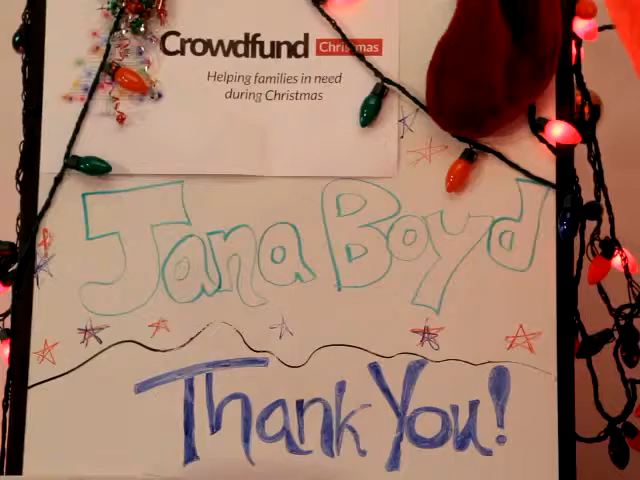 Crowdfund Christmas
Helping families in need
during Christmas
Jana Boyd
Thank You!